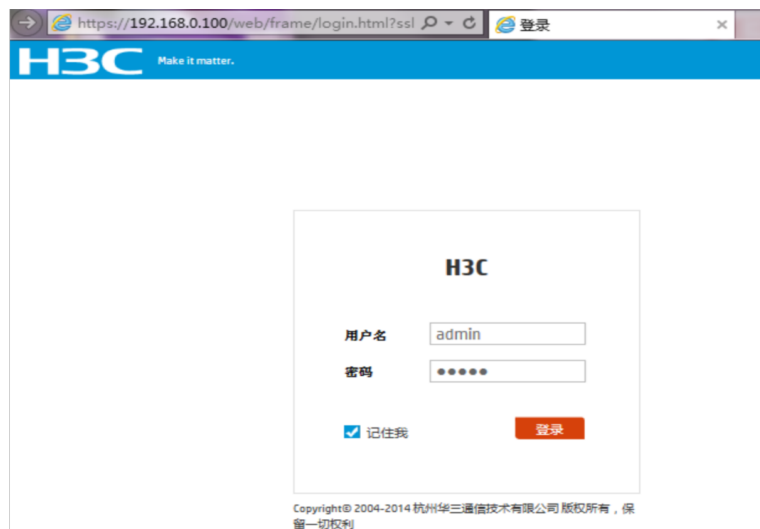 https://192.168.0.100/web/frame/login.html?ssl
登录
H3C Make it matter.
H3C
用户名 admin
密码 ●●●●●
记住我 登录
Copyright© 2004-2014 杭州华三通信技术有限公司 版权所有，保
留一切权利